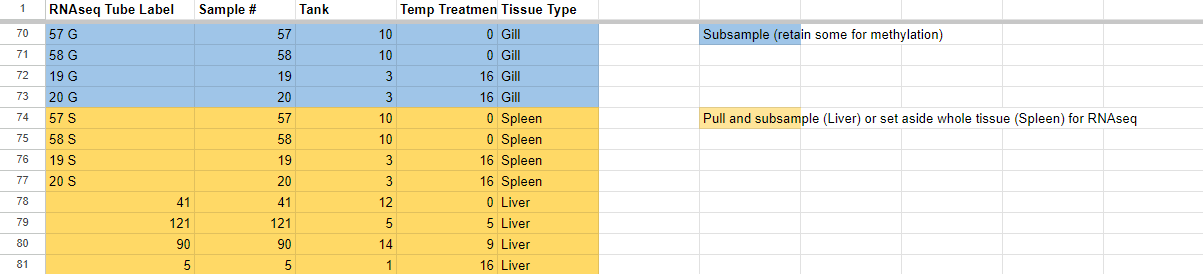 1 RNAseq Tube Label Sample # Tank Temp Treatmen Tissue Type
70 57 G 57 10 0 Gill Subsample (retain some for methylation)
71 58 G 58 10 0 Gill
72 19 G 19 3 16 Gill
73 20 G 20 3 16 Gill
74 57 S 57 10 0 Spleen Pull and subsample (Liver) or set aside whole tissue (Spleen) for RNAseq
75 58 S 58 10 0 Spleen
76 19 S 19 3 16 Spleen
77 20 S 20 3 16 Spleen
78 41 41 12 0 Liver
79 121 121 5 5 Liver
80 90 90 14 9 Liver
81 5 5 1 16 Liver